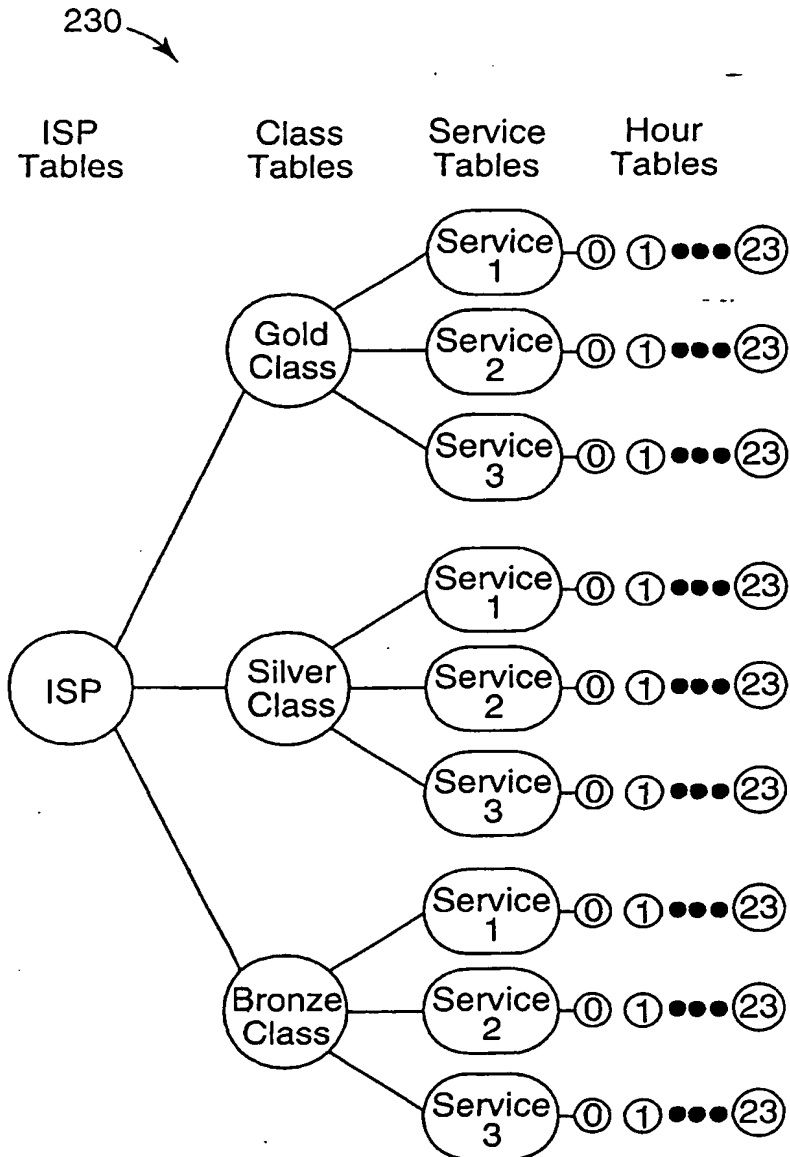 230
ISP Tables
Class Tables
Service Tables
Hour Tables
Service 1
0 1 ••• 23
Gold Class
Service 2
0 1 ••• 23
Service 3
0 1 ••• 23
Service 1
0 1 ••• 23
ISP
Silver Class
Service 2
0 1 ••• 23
Service 3
0 1 ••• 23
Service 1
0 1 ••• 23
Bronze Class
Service 2
0 1 ••• 23
Service 3
0 1 ••• 23